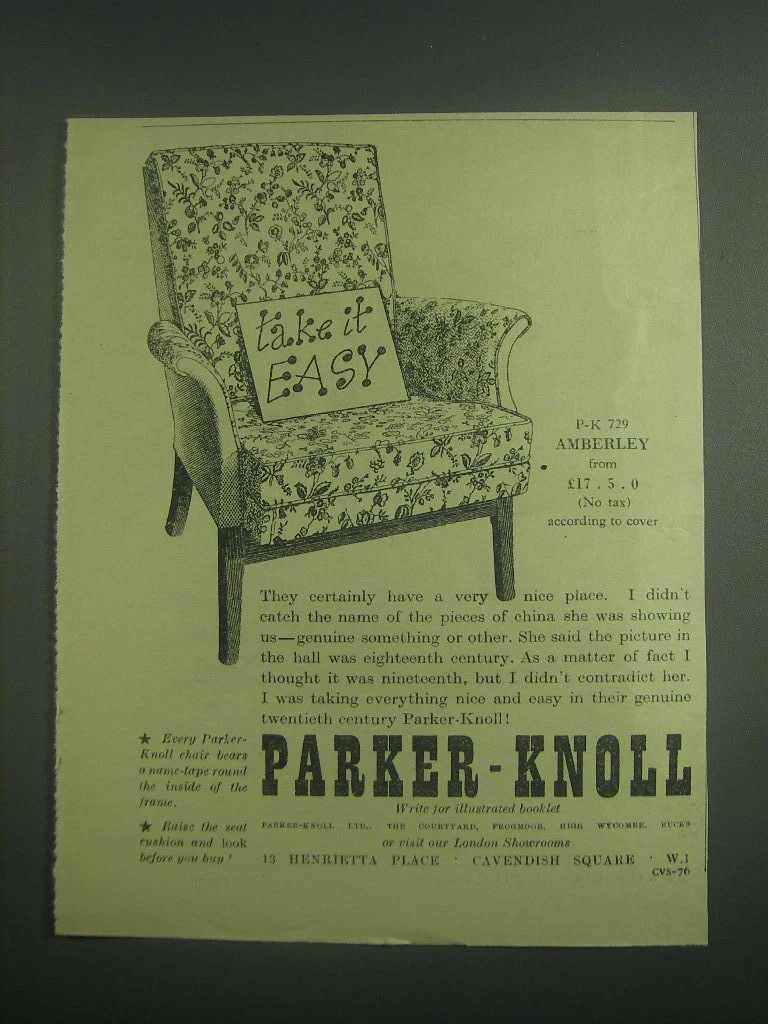 take it
EASY
P-K 729
AMBERLEY
from
£17 . 5 . 0
(No tax)
according to cover
They certainly have a very nice place. I didn't
catch the name of the pieces of china she was showing
us—genuine something or other. She said the picture in
the hall was eighteenth century. As a matter of fact I
thought it was nineteenth, but I didn't contradict her.
I was taking everything nice and easy in their genuine
twentieth century Parker-Knoll!
★ Every Parker-
Knoll chair bears
a name-tape round
the inside of the
frame.
★ Raise the seat
cushion and look
before you buy!
PARKER-KNOLL
Write for illustrated booklet
PARKER-KNOLL LTD., THE COURTYARD, FROGMOOR, HIGH WYCOMBE, BUCKS
or visit our London Showrooms
13 HENRIETTA PLACE · CAVENDISH SQUARE · W.1
CVS-76